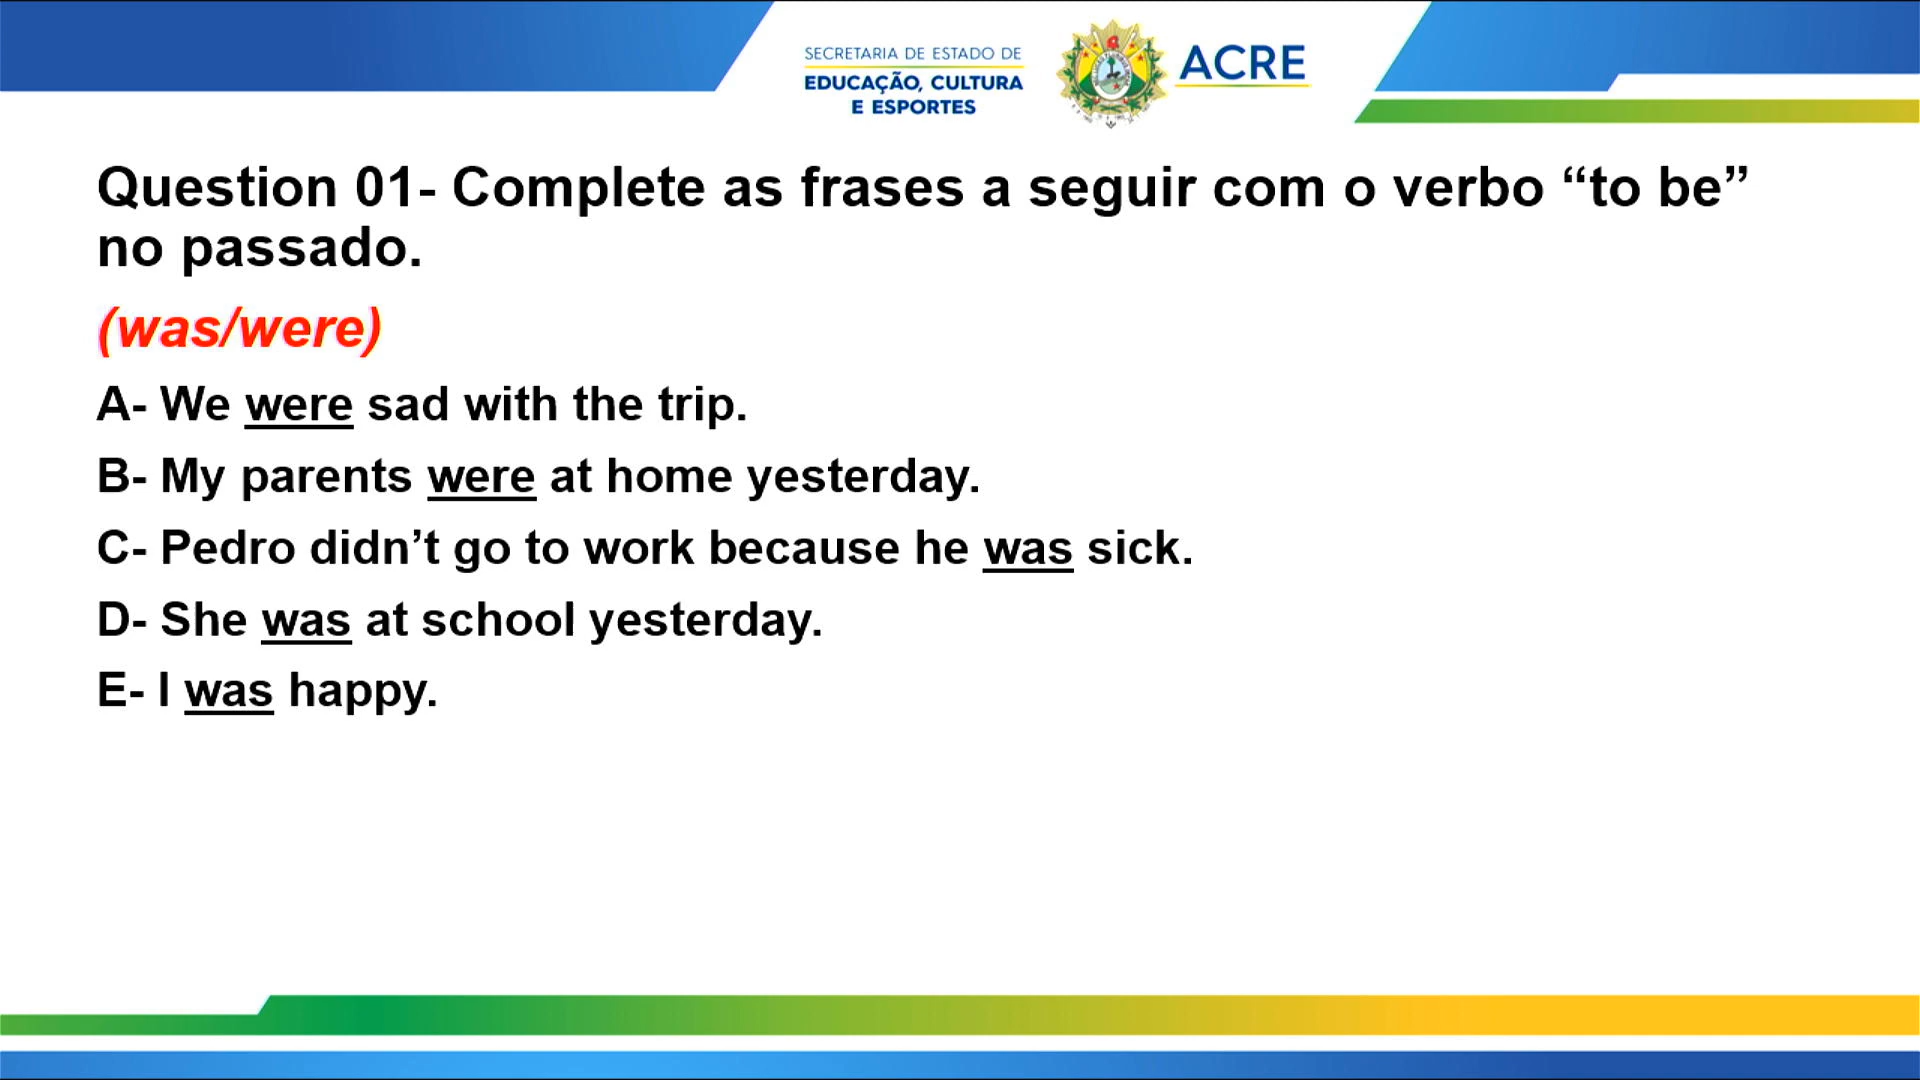 SECRETARIA DE ESTADO DE
EDUCAÇÃO, CULTURA
E ESPORTES
ACRE
Question 01- Complete as frases a seguir com o verbo “to be”
no passado.
(was/were)
A- We were sad with the trip.
B- My parents were at home yesterday.
C- Pedro didn’t go to work because he was sick.
D- She was at school yesterday.
E- I was happy.